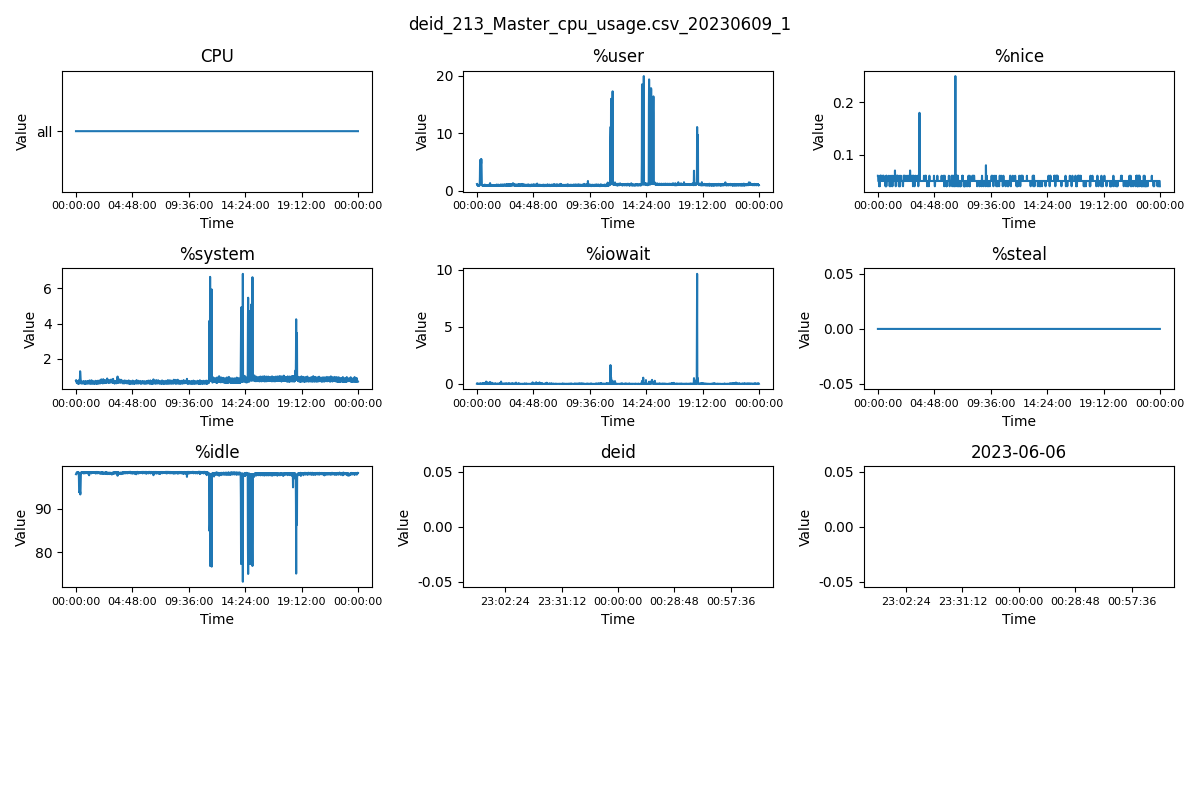 deid_213_Master_cpu_usage.csv_20230609_1
CPU
Value
all
00:00:00 04:48:00 09:36:00 14:24:00 19:12:00 00:00:00
Time
%user
Value
20
10
0
00:00:00 04:48:00 09:36:00 14:24:00 19:12:00 00:00:00
Time
%nice
Value
0.2
0.1
00:00:00 04:48:00 09:36:00 14:24:00 19:12:00 00:00:00
Time
%system
Value
6
4
2
00:00:00 04:48:00 09:36:00 14:24:00 19:12:00 00:00:00
Time
%iowait
Value
10
5
0
00:00:00 04:48:00 09:36:00 14:24:00 19:12:00 00:00:00
Time
%steal
Value
0.05
0.00
-0.05
00:00:00 04:48:00 09:36:00 14:24:00 19:12:00 00:00:00
Time
%idle
Value
90
80
00:00:00 04:48:00 09:36:00 14:24:00 19:12:00 00:00:00
Time
deid
Value
0.05
0.00
-0.05
23:02:24 23:31:12 00:00:00 00:28:48 00:57:36
Time
2023-06-06
Value
0.05
0.00
-0.05
23:02:24 23:31:12 00:00:00 00:28:48 00:57:36
Time